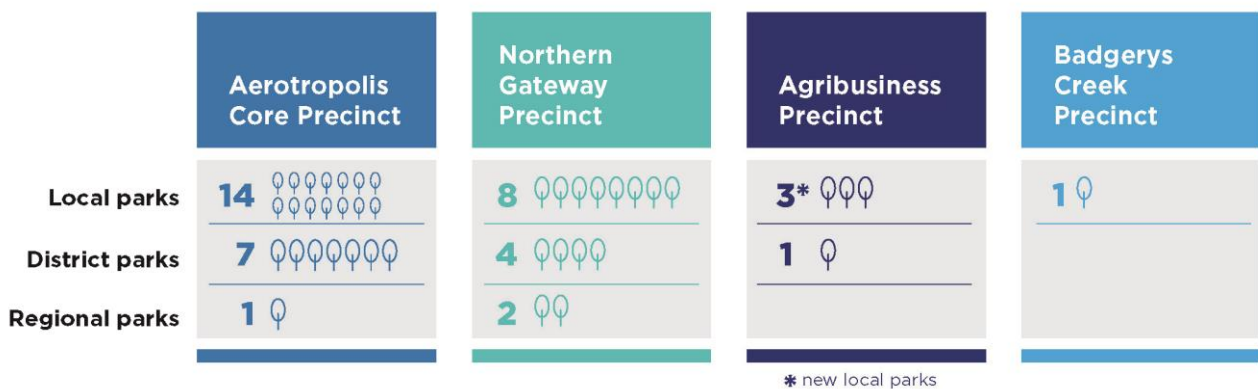 Aerotropolis
Core Precinct
Northern
Gateway
Precinct
Agribusiness
Precinct
Badgerys
Creek
Precinct
Local parks 14 8 3* 1
District parks 7 4 1
Regional parks 1 2
* new local parks